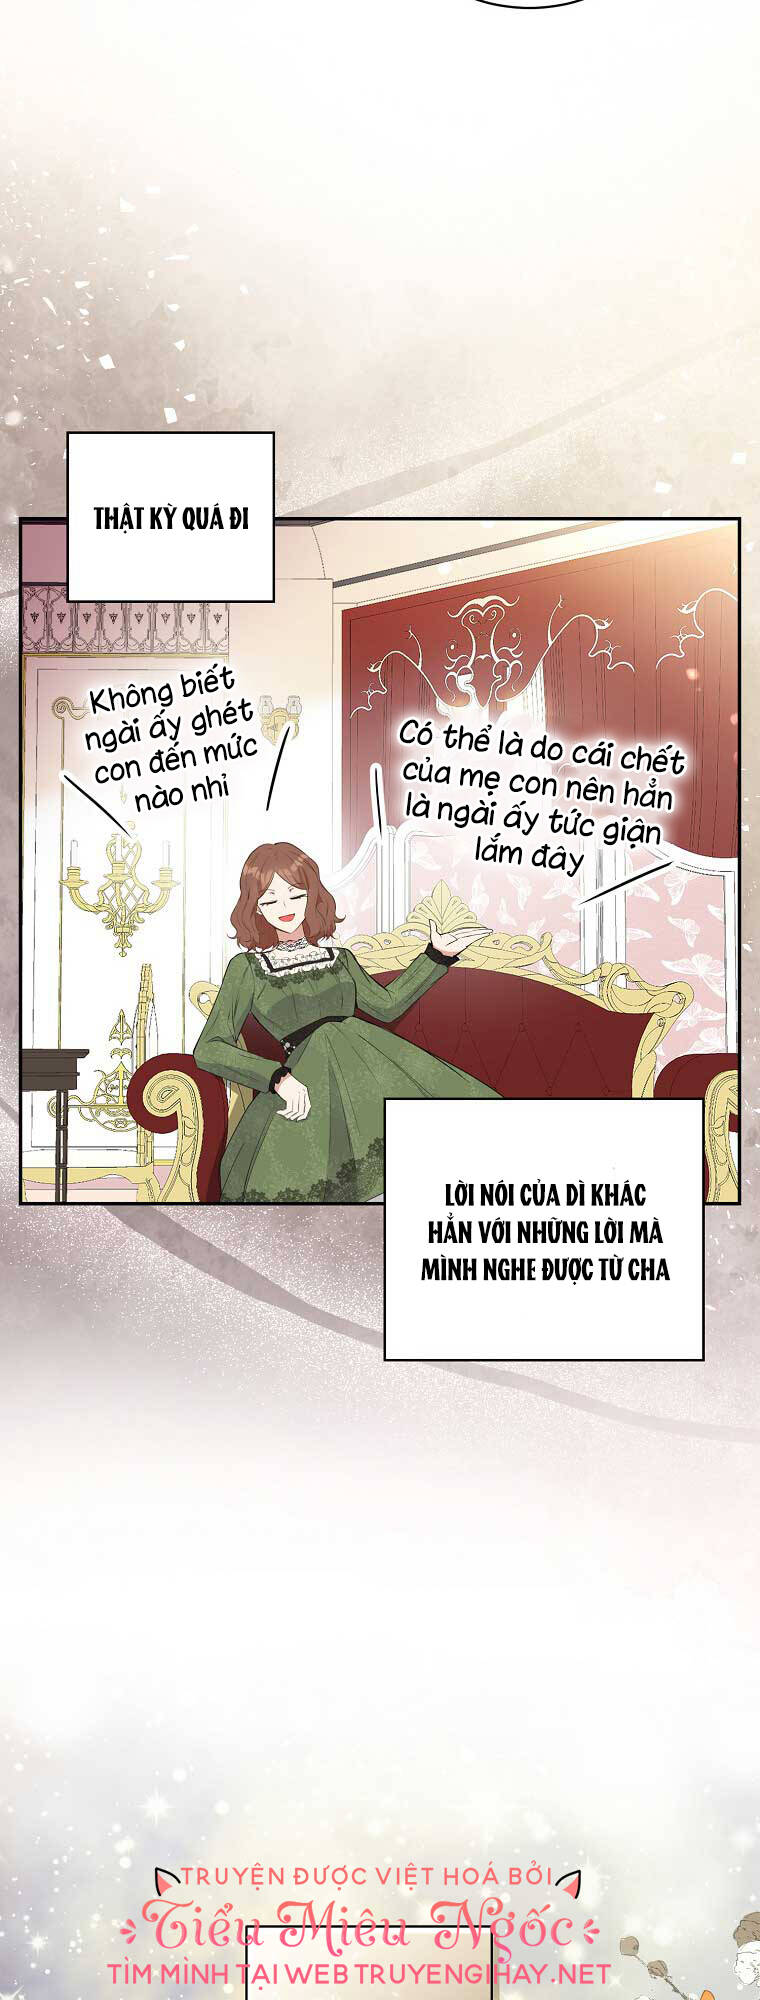 THẬT KỲ QUÁ ĐI
Không biết
ngài ấy ghét
con đến mức
nào nhỉ
Có thể là do cái chết
của mẹ con nên hẳn
là ngài ấy tức giận
lắm đây
LỜI NÓI CỦA DÌ KHÁC
HẲN VỚI NHỮNG LỜI MÀ
MÌNH NGHE ĐƯỢC TỪ CHA
TRUYỆN ĐƯỢC VIỆT HOÁ BỞI
Tiểu Miêu Ngốc
TÌM MÌNH TẠI WEB TRUYENGIHAY.NET